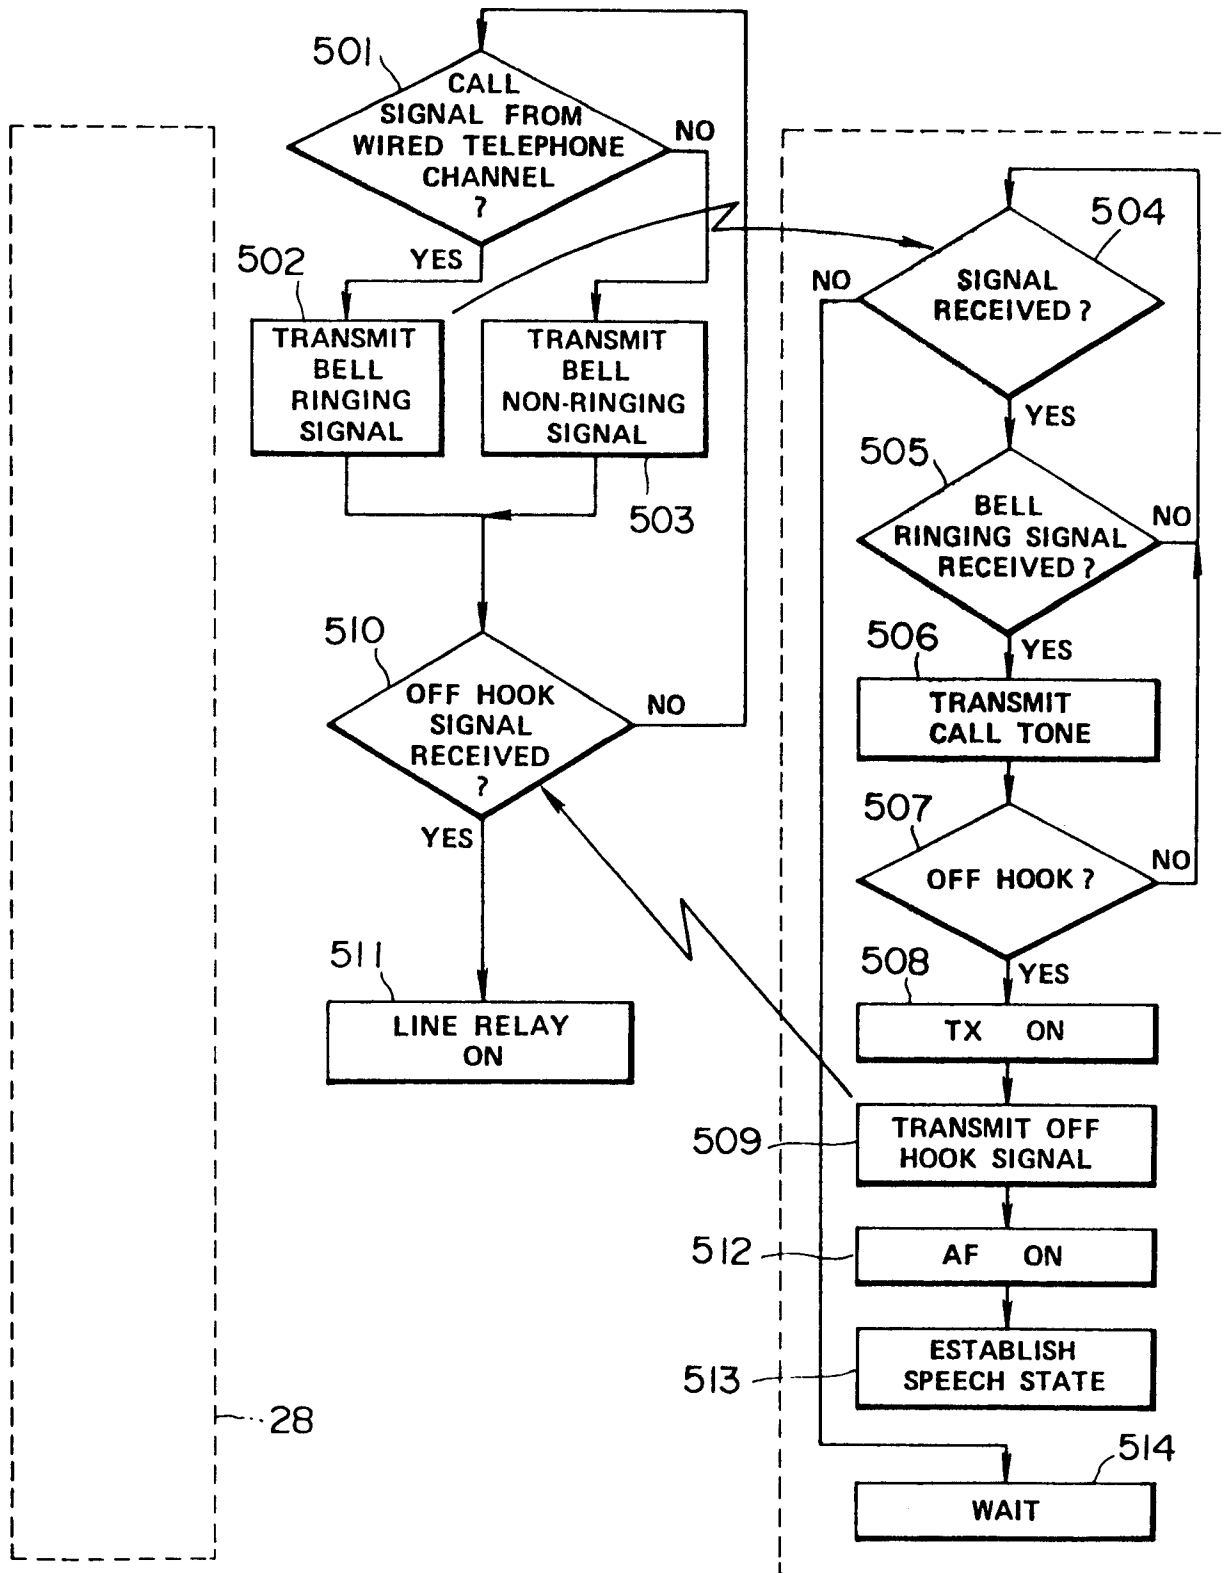 501
CALL
SIGNAL FROM
WIRED TELEPHONE
CHANNEL
?
NO
YES
502
TRANSMIT
BELL
RINGING
SIGNAL
TRANSMIT
BELL
NON-RINGING
SIGNAL
503
510
OFF HOOK
SIGNAL
RECEIVED
?
NO
YES
511
LINE RELAY
ON
28
504
SIGNAL
RECEIVED ?
NO
YES
505
BELL
RINGING SIGNAL
RECEIVED ?
NO
YES
506
TRANSMIT
CALL TONE
507
OFF HOOK ?
NO
YES
508
TX ON
509
TRANSMIT OFF
HOOK SIGNAL
512
AF ON
513
ESTABLISH
SPEECH STATE
514
WAIT